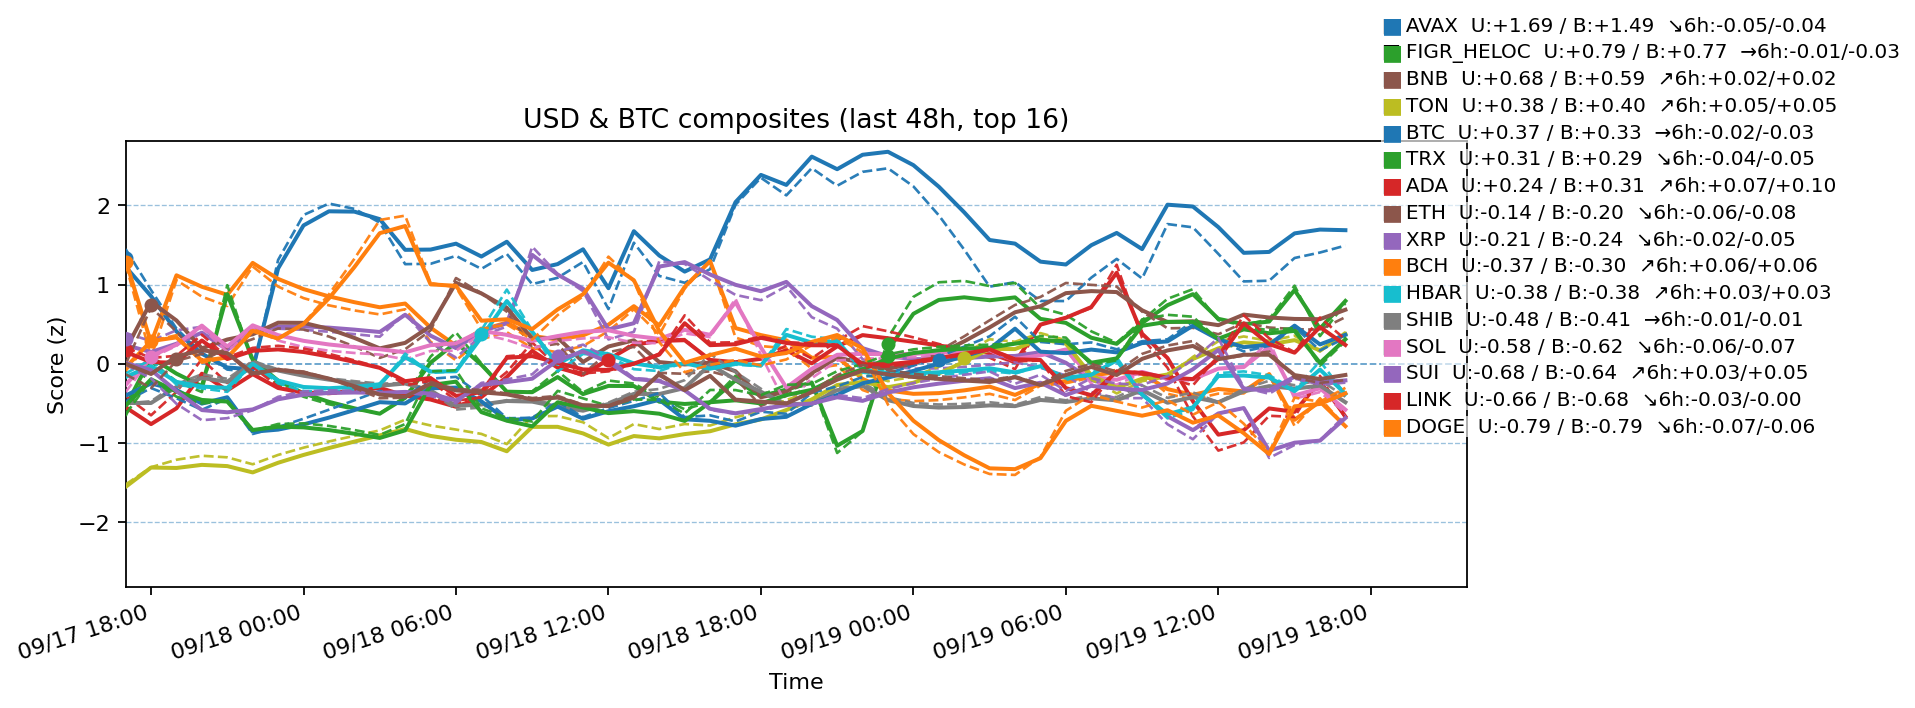 AVAX  U:+1.69 / B:+1.49  ↘6h:-0.05/-0.04
FIGR_HELOC  U:+0.79 / B:+0.77  →6h:-0.01/-0.03
BNB  U:+0.68 / B:+0.59  ↗6h:+0.02/+0.02
TON  U:+0.38 / B:+0.40  ↗6h:+0.05/+0.05
BTC  U:+0.37 / B:+0.33  →6h:-0.02/-0.03
TRX  U:+0.31 / B:+0.29  ↘6h:-0.04/-0.05
ADA  U:+0.24 / B:+0.31  ↗6h:+0.07/+0.10
ETH  U:-0.14 / B:-0.20  ↘6h:-0.06/-0.08
XRP  U:-0.21 / B:-0.24  ↘6h:-0.02/-0.05
BCH  U:-0.37 / B:-0.30  ↗6h:+0.06/+0.06
HBAR  U:-0.38 / B:-0.38  ↗6h:+0.03/+0.03
SHIB  U:-0.48 / B:-0.41  →6h:-0.01/-0.01
SOL  U:-0.58 / B:-0.62  ↘6h:-0.06/-0.07
SUI  U:-0.68 / B:-0.64  ↗6h:+0.03/+0.05
LINK  U:-0.66 / B:-0.68  ↘6h:-0.03/-0.00
DOGE  U:-0.79 / B:-0.79  ↘6h:-0.07/-0.06
USD & BTC composites (last 48h, top 16)
Score (z)
2
1
0
−1
−2
09/17 18:00
09/18 00:00
09/18 06:00
09/18 12:00
09/18 18:00
09/19 00:00
09/19 06:00
09/19 12:00
09/19 18:00
Time